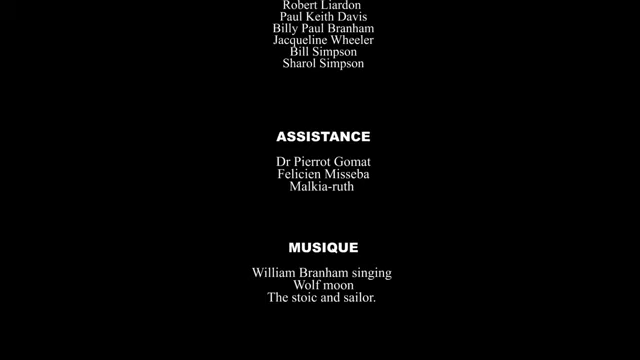 Robert Liardon
Paul Keith Davis
Billy Paul Branham
Jacqueline Wheeler
Bill Simpson
Sharol Simpson
ASSISTANCE
Dr Pierrot Gomat
Felicien Misseba
Malkia-ruth
MUSIQUE
William Branham singing
Wolf moon
The stoic and sailor.